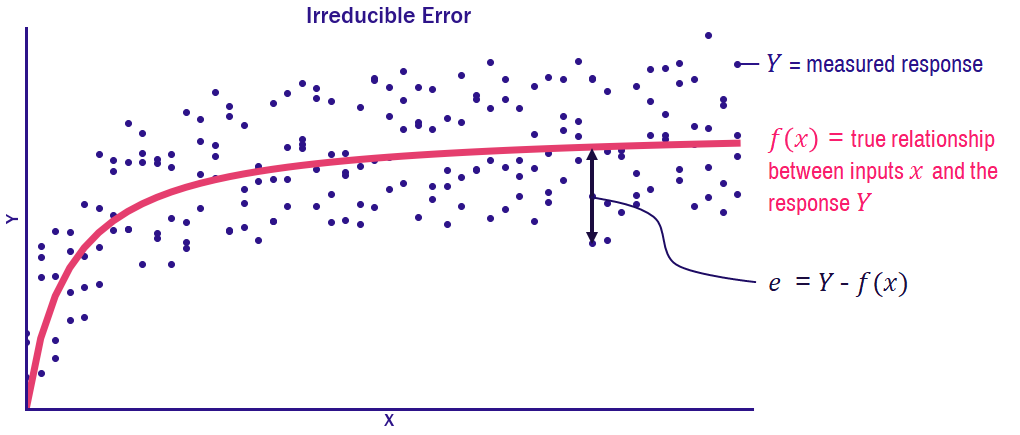 Irreducible Error
Y = measured response
f(x) = true relationship
between inputs x and the
response Y
Y
e = Y - f(x)
X